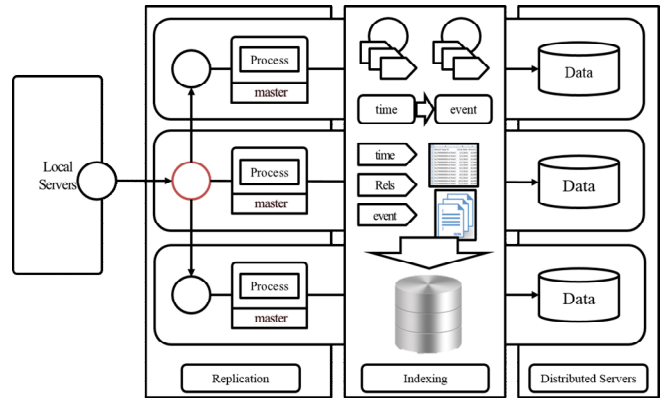 Process
master
Data
time
event
Local
Servers
Process
master
time
Rels
event
Data
Process
master
Data
Replication
Indexing
Distributed Servers